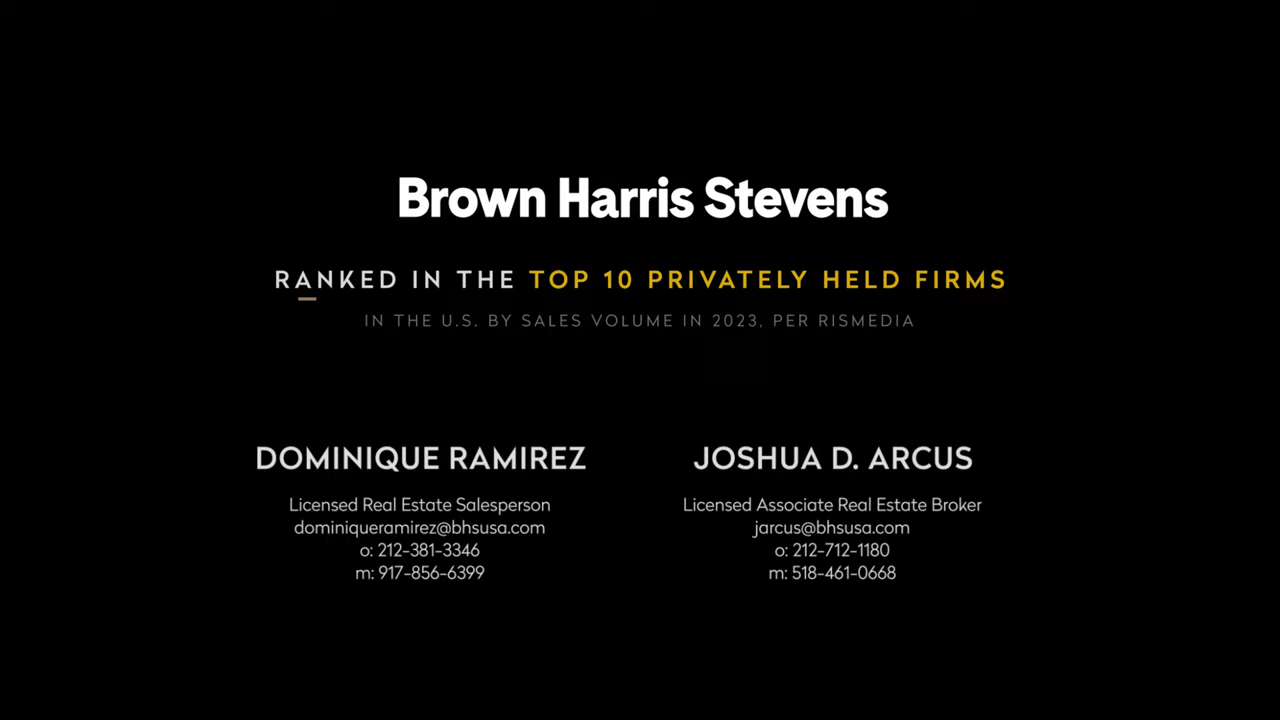 Brown Harris Stevens
RANKED IN THE TOP 10 PRIVATELY HELD FIRMS
IN THE U.S. BY SALES VOLUME IN 2023, PER RISMEDIA
DOMINIQUE RAMIREZ
Licensed Real Estate Salesperson
dominiqueramirez@bhsusa.com
o: 212-381-3346
m: 917-856-6399
JOSHUA D. ARCUS
Licensed Associate Real Estate Broker
jarcus@bhsusa.com
o: 212-712-1180
m: 518-461-0668